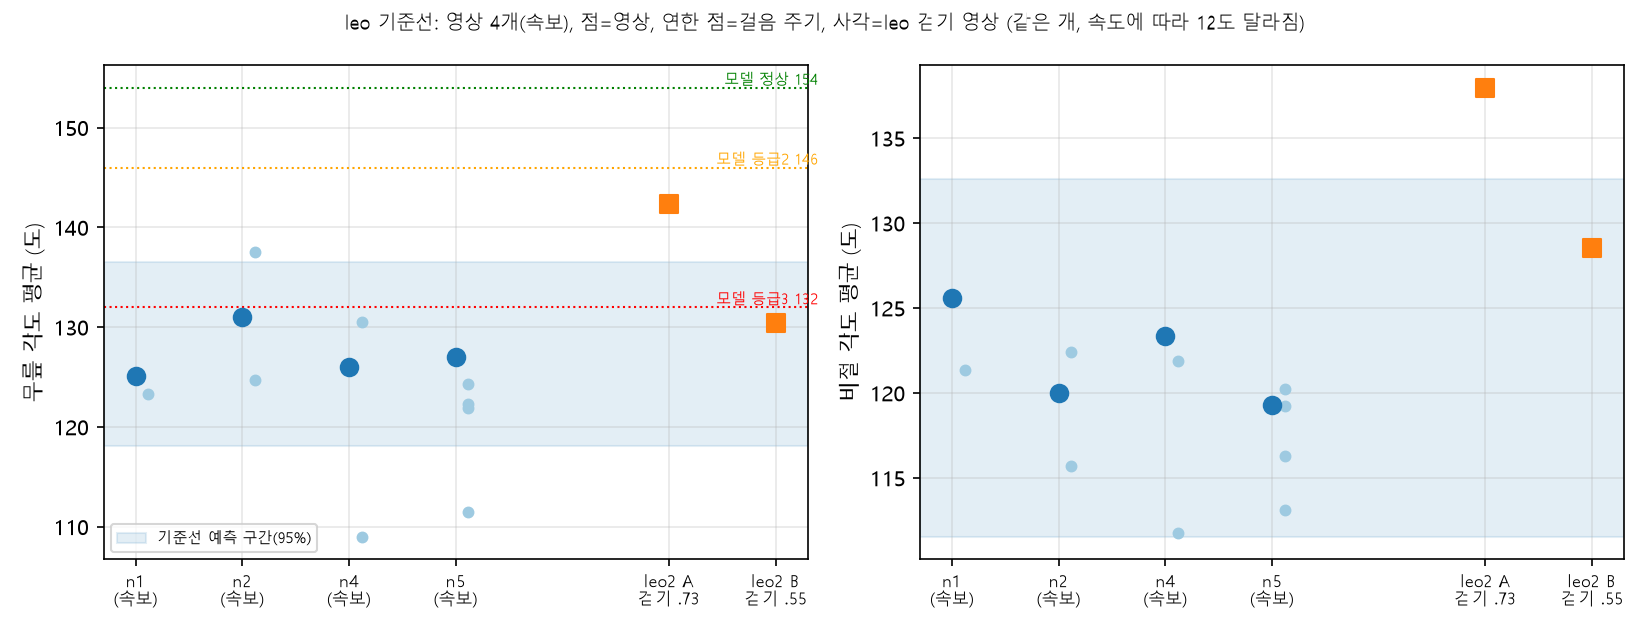 leo 기준선: 영상 4개(속보), 점=영상, 연한 점=걸음 주기, 사각=leo 걷기 영상 (같은 개, 속도에 따라 12도 달라짐)
무릎 각도 평균 (도)
150
140
130
120
110
모델 정상 154
모델 등급2 146
모델 등급3 132
기준선 예측 구간(95%)
n1
(속보)
n2
(속보)
n4
(속보)
n5
(속보)
leo2 A
걷기 .73
leo2 B
걷기 .55
비절 각도 평균 (도)
135
130
125
120
115
n1
(속보)
n2
(속보)
n4
(속보)
n5
(속보)
leo2 A
걷기 .73
leo2 B
걷기 .55